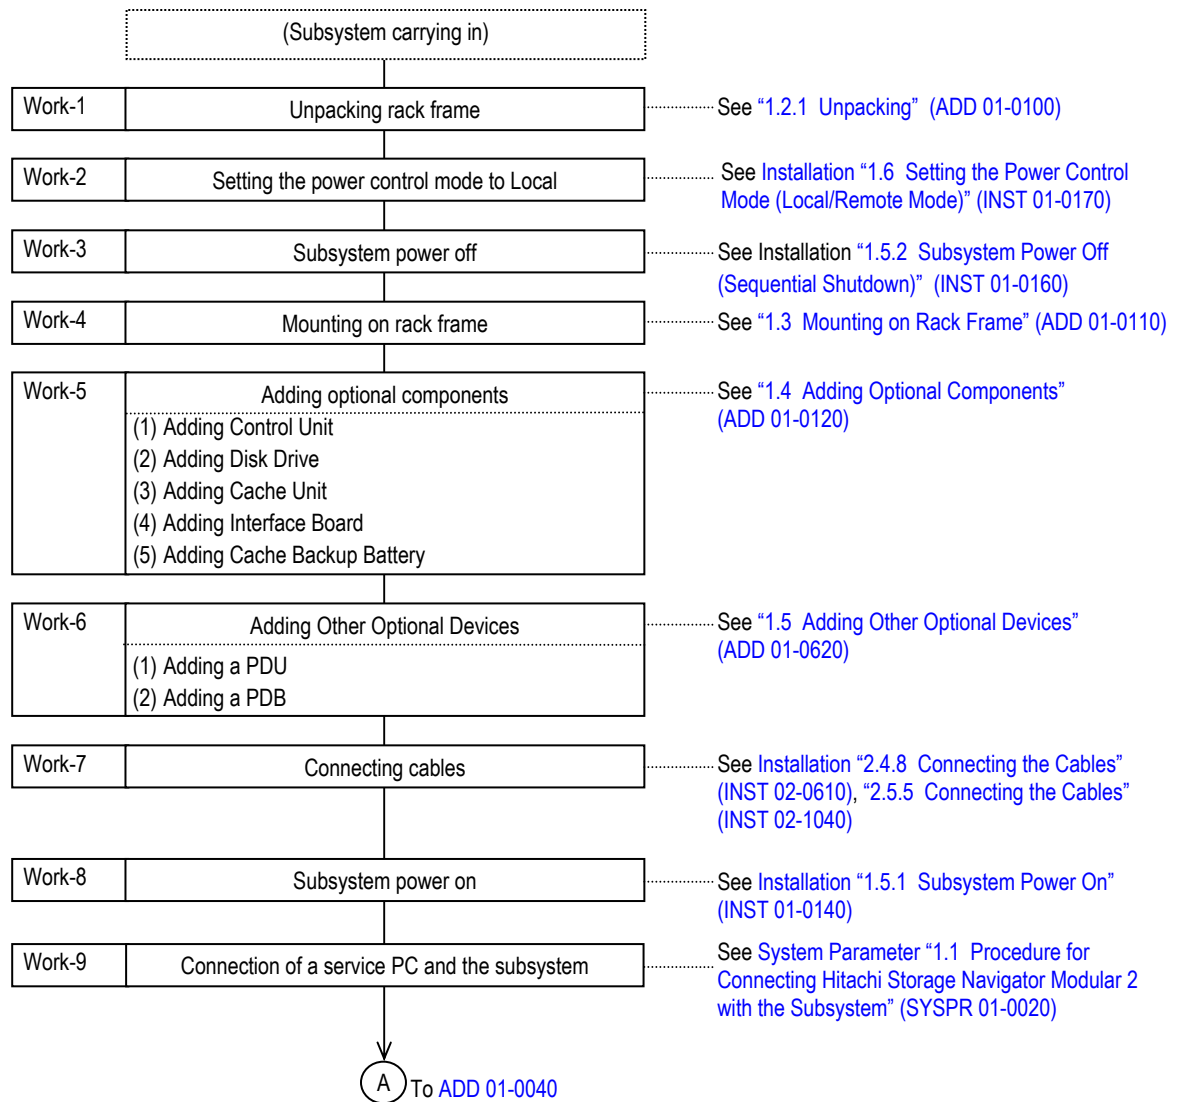 (Subsystem carrying in)
Work-1
Unpacking rack frame
See “1.2.1 Unpacking” (ADD 01-0100)
Work-2
Setting the power control mode to Local
See Installation “1.6 Setting the Power Control
Mode (Local/Remote Mode)” (INST 01-0170)
Work-3
Subsystem power off
See Installation “1.5.2 Subsystem Power Off
(Sequential Shutdown)” (INST 01-0160)
Work-4
Mounting on rack frame
See “1.3 Mounting on Rack Frame” (ADD 01-0110)
Work-5
Adding optional components
(1) Adding Control Unit
(2) Adding Disk Drive
(3) Adding Cache Unit
(4) Adding Interface Board
(5) Adding Cache Backup Battery
See “1.4 Adding Optional Components”
(ADD 01-0120)
Work-6
Adding Other Optional Devices
(1) Adding a PDU
(2) Adding a PDB
See “1.5 Adding Other Optional Devices”
(ADD 01-0620)
Work-7
Connecting cables
See Installation “2.4.8 Connecting the Cables”
(INST 02-0610), “2.5.5 Connecting the Cables”
(INST 02-1040)
Work-8
Subsystem power on
See Installation “1.5.1 Subsystem Power On”
(INST 01-0140)
Work-9
Connection of a service PC and the subsystem
See System Parameter “1.1 Procedure for
Connecting Hitachi Storage Navigator Modular 2
with the Subsystem” (SYSPR 01-0020)
A
To ADD 01-0040